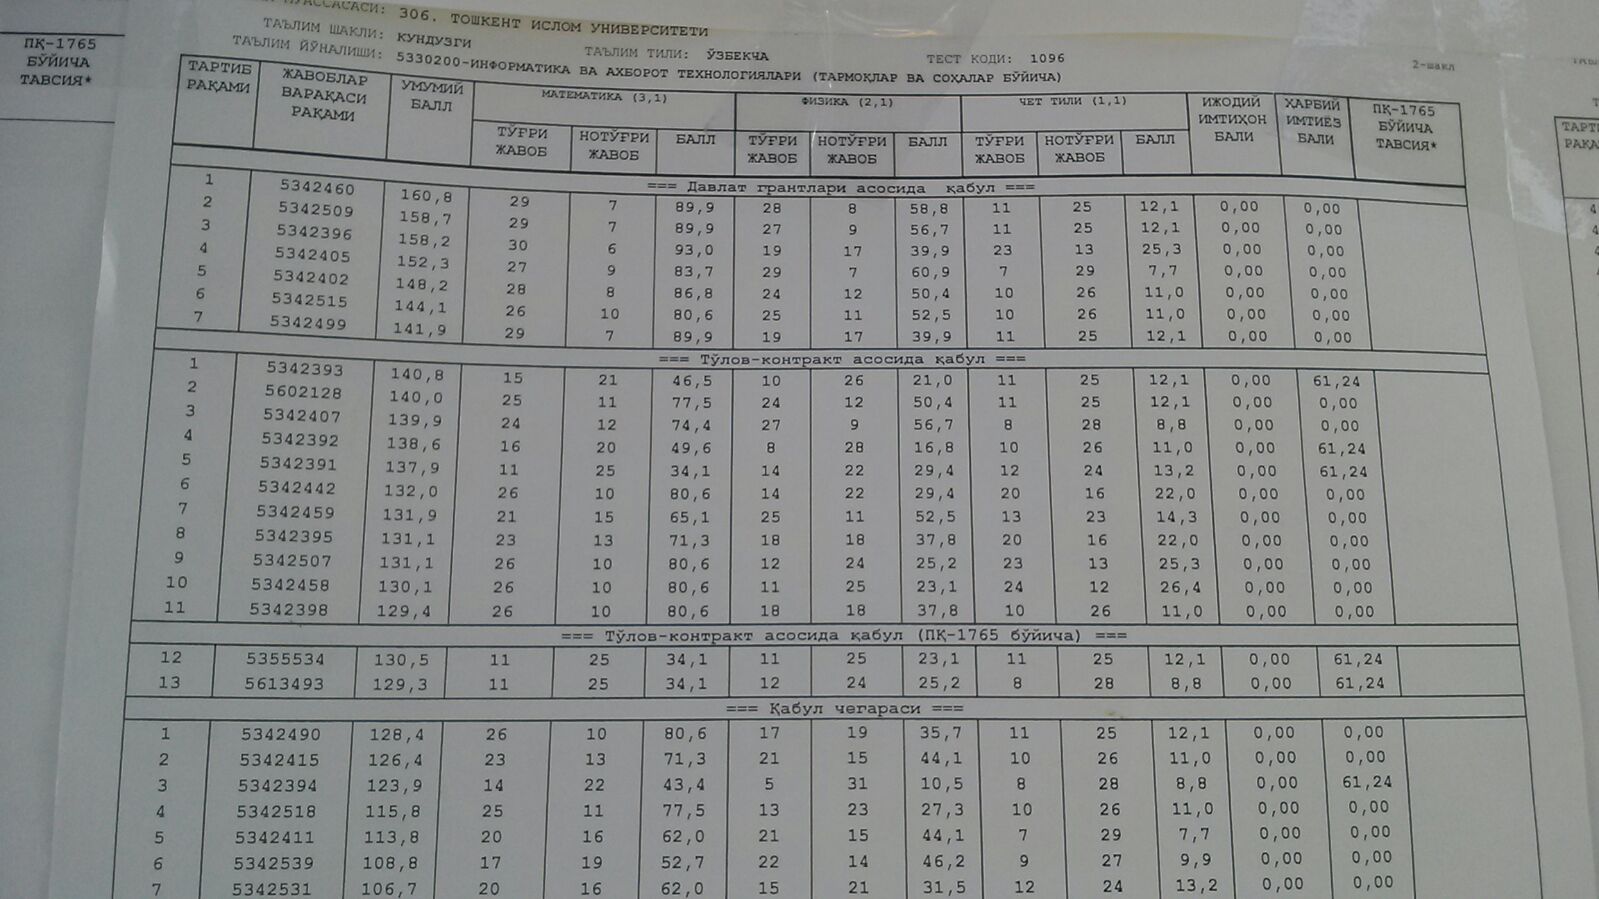 306. ТОШКЕНТ ИСЛОМ УНИВЕРСИТЕТИ
ТАЪЛИМ ШАКЛИ: КУНДУЗГИ
ТАЪЛИМ ЙЎНАЛИШИ: 5330200-ИНФОРМАТИКА ВА АХБОРОТ ТЕХНОЛОГИЯЛАРИ (ТАРМОҚЛАР ВА СОҲАЛАР БЎЙИЧА)
ТАЪЛИМ ТИЛИ: ЎЗБЕКЧА ТЕСТ КОДИ: 1096
2-шакл
ПҚ-1765 БЎЙИЧА ТАВСИЯ*
ТАРТИБ РАҚАМИ ЖАВОБЛАР ВАРАҚАСИ РАҚАМИ УМУМИЙ БАЛЛ МАТЕМАТИКА (3,1) ФИЗИКА (2,1) ЧЕТ ТИЛИ (1,1) ИЖОДИЙ ИМТИҲОН БАЛИ ҲАРБИЙ ИМТИЁЗ БАЛИ ПҚ-1765 БЎЙИЧА ТАВСИЯ*
ТЎҒРИ ЖАВОБ НОТЎҒРИ ЖАВОБ БАЛЛ ТЎҒРИ ЖАВОБ НОТЎҒРИ ЖАВОБ БАЛЛ ТЎҒРИ ЖАВОБ НОТЎҒРИ ЖАВОБ БАЛЛ
=== Давлат грантлари асосида қабул ===
1 5342460 160,8 29 7 89,9 28 8 58,8 11 25 12,1 0,00 0,00
2 5342509 158,7 29 7 89,9 27 9 56,7 11 25 12,1 0,00 0,00
3 5342396 158,2 30 6 93,0 19 17 39,9 23 13 25,3 0,00 0,00
4 5342405 152,3 27 9 83,7 29 7 60,9 7 29 7,7 0,00 0,00
5 5342402 148,2 28 8 86,8 24 12 50,4 10 26 11,0 0,00 0,00
6 5342515 144,1 26 10 80,6 25 11 52,5 10 26 11,0 0,00 0,00
7 5342499 141,9 29 7 89,9 19 17 39,9 11 25 12,1 0,00 0,00
=== Тўлов-контракт асосида қабул ===
1 5342393 140,8 15 21 46,5 10 26 21,0 11 25 12,1 0,00 61,24
2 5602128 140,0 25 11 77,5 24 12 50,4 11 25 12,1 0,00 0,00
3 5342407 139,9 24 12 74,4 27 9 56,7 8 28 8,8 0,00 0,00
4 5342392 138,6 16 20 49,6 8 28 16,8 10 26 11,0 0,00 61,24
5 5342391 137,9 11 25 34,1 14 22 29,4 12 24 13,2 0,00 61,24
6 5342442 132,0 26 10 80,6 14 22 29,4 20 16 22,0 0,00 0,00
7 5342459 131,9 21 15 65,1 25 11 52,5 13 23 14,3 0,00 0,00
8 5342395 131,1 23 13 71,3 18 18 37,8 20 16 22,0 0,00 0,00
9 5342507 131,1 26 10 80,6 12 24 25,2 23 13 25,3 0,00 0,00
10 5342458 130,1 26 10 80,6 11 25 23,1 24 12 26,4 0,00 0,00
11 5342398 129,4 26 10 80,6 18 18 37,8 10 26 11,0 0,00 0,00
=== Тўлов-контракт асосида қабул (ПҚ-1765 бўйича) ===
12 5355534 130,5 11 25 34,1 11 25 23,1 11 25 12,1 0,00 61,24
13 5613493 129,3 11 25 34,1 12 24 25,2 8 28 8,8 0,00 61,24
=== Қабул чегараси ===
1 5342490 128,4 26 10 80,6 17 19 35,7 11 25 12,1 0,00 0,00
2 5342415 126,4 23 13 71,3 21 15 44,1 10 26 11,0 0,00 0,00
3 5342394 123,9 14 22 43,4 5 31 10,5 8 28 8,8 0,00 61,24
4 5342518 115,8 25 11 77,5 13 23 27,3 10 26 11,0 0,00 0,00
5 5342411 113,8 20 16 62,0 21 15 44,1 7 29 7,7 0,00 0,00
6 5342539 108,8 17 19 52,7 22 14 46,2 9 27 9,9 0,00 0,00
7 5342531 106,7 20 16 62,0 15 21 31,5 12 24 13,2 0,00 0,00